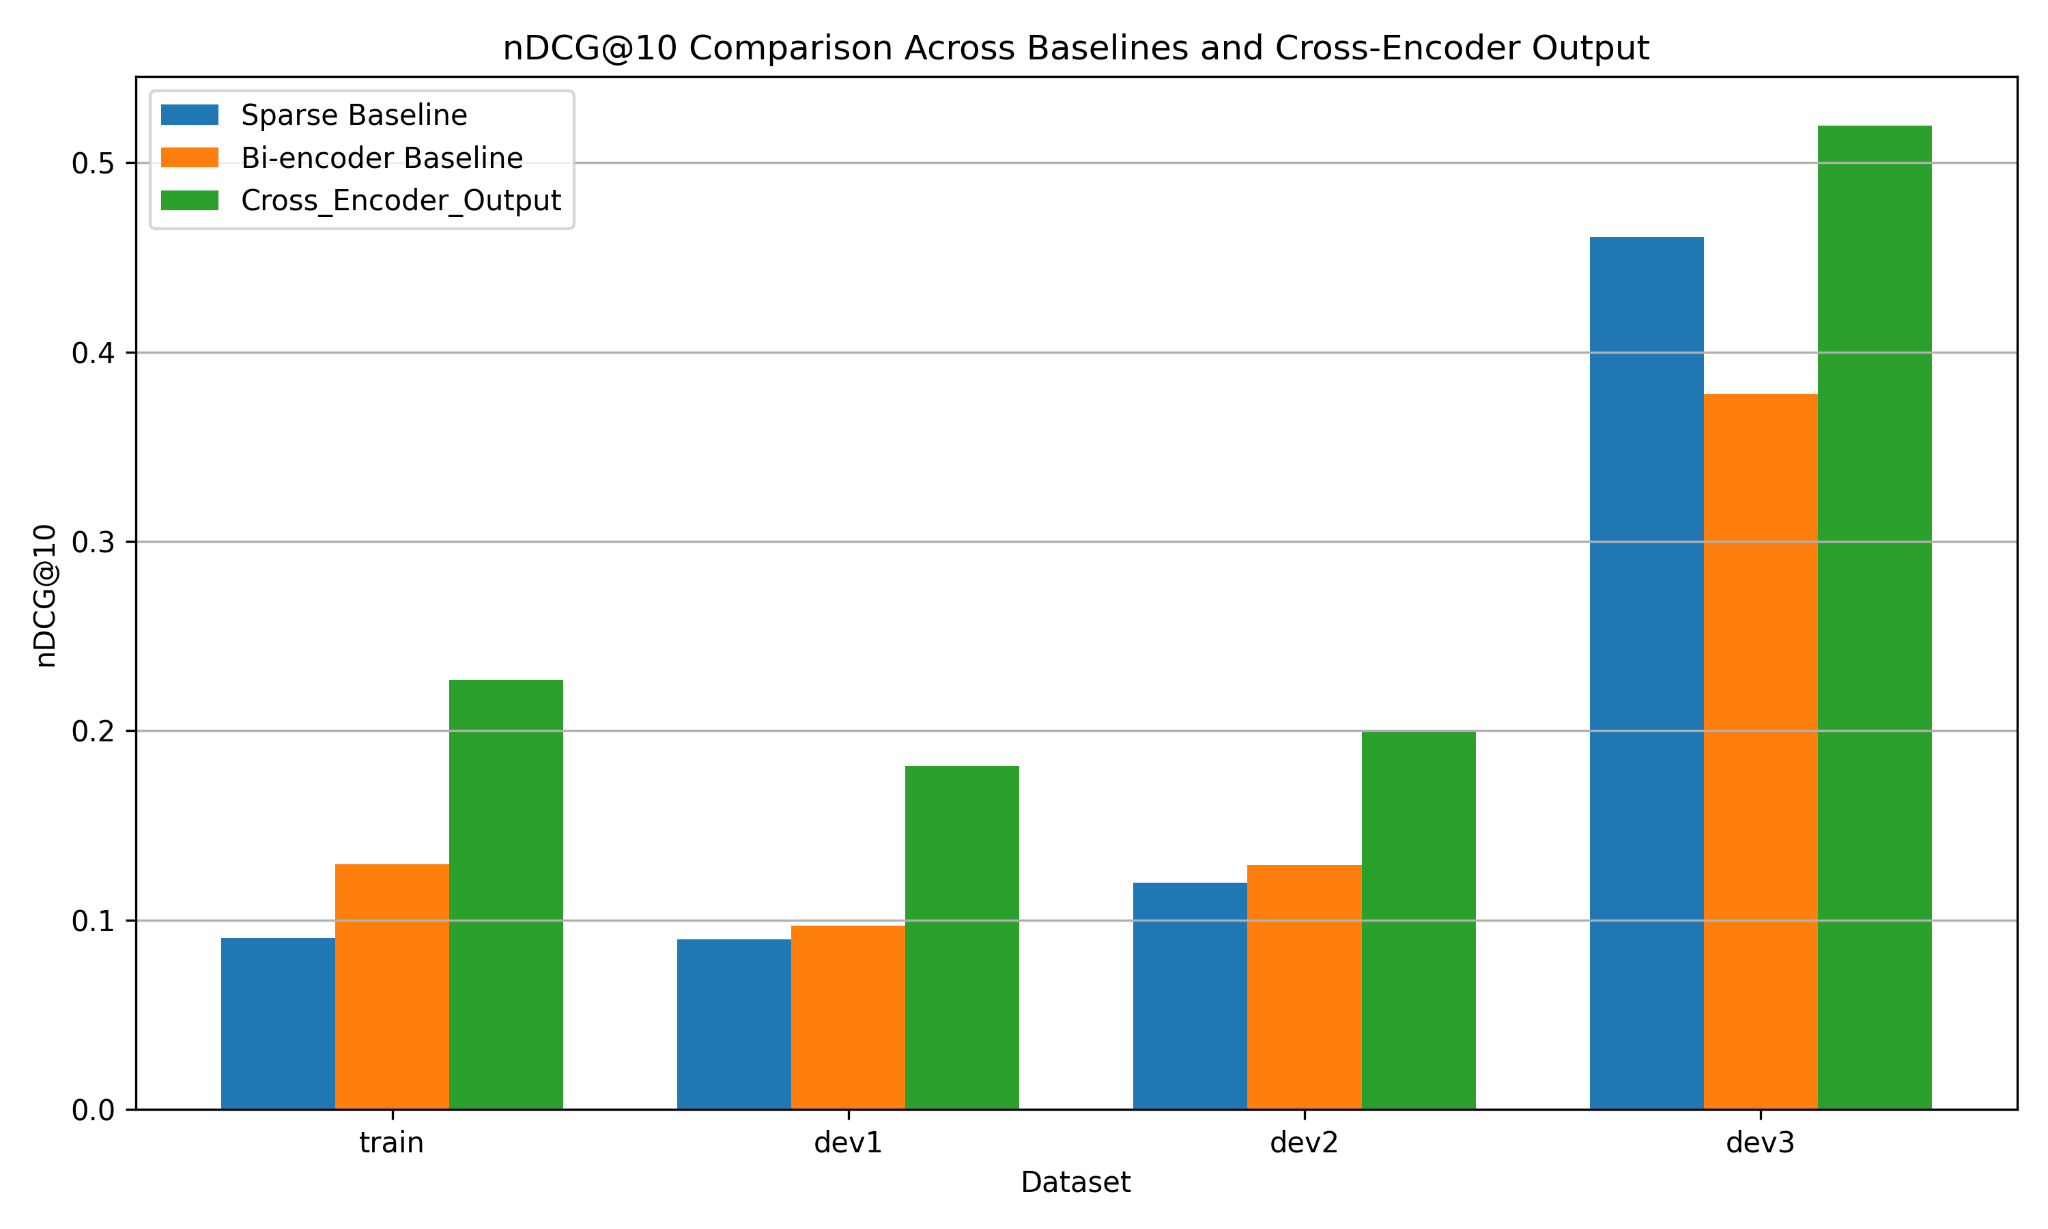 nDCG@10 Comparison Across Baselines and Cross-Encoder Output
Sparse Baseline
Bi-encoder Baseline
Cross_Encoder_Output
nDCG@10
0.5
0.4
0.3
0.2
0.1
0.0
train dev1 dev2 dev3
Dataset